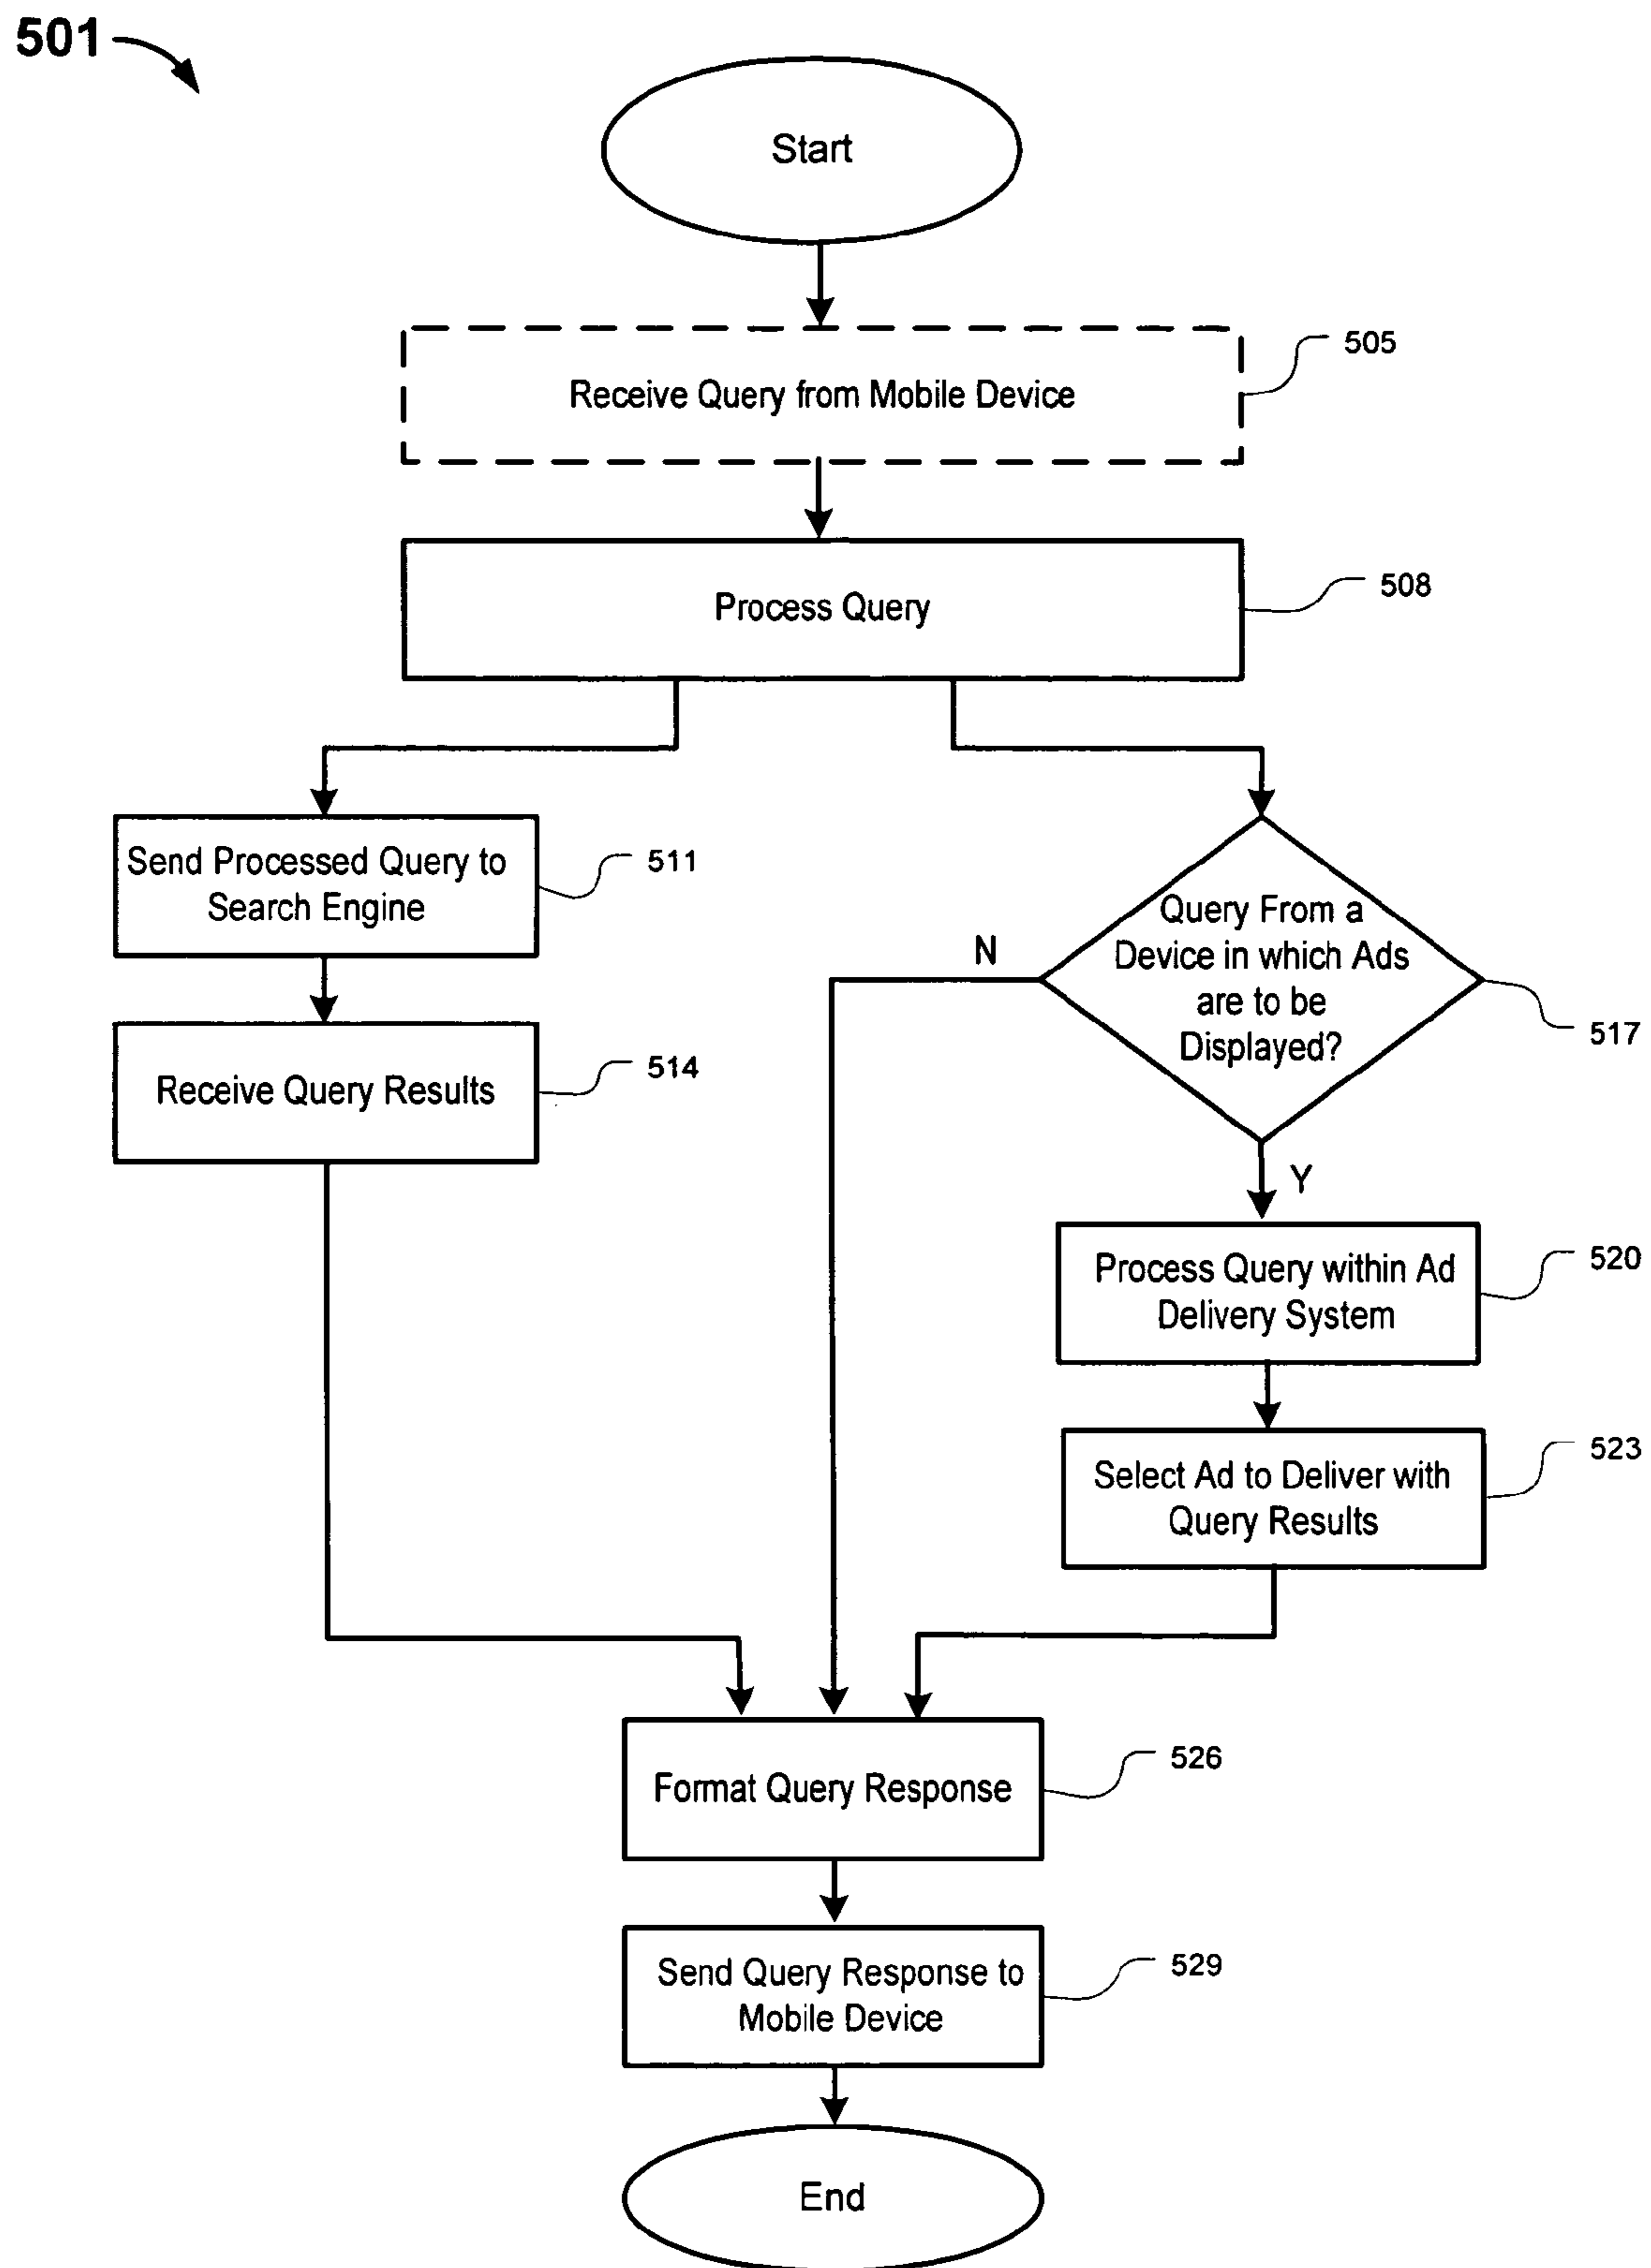 501
Start
Receive Query from Mobile Device
505
Process Query
508
Send Processed Query to
Search Engine
511
Receive Query Results
514
Query From a
Device in which Ads
are to be
Displayed?
517
N
Y
Process Query within Ad
Delivery System
520
Select Ad to Deliver with
Query Results
523
Format Query Response
526
Send Query Response to
Mobile Device
529
End